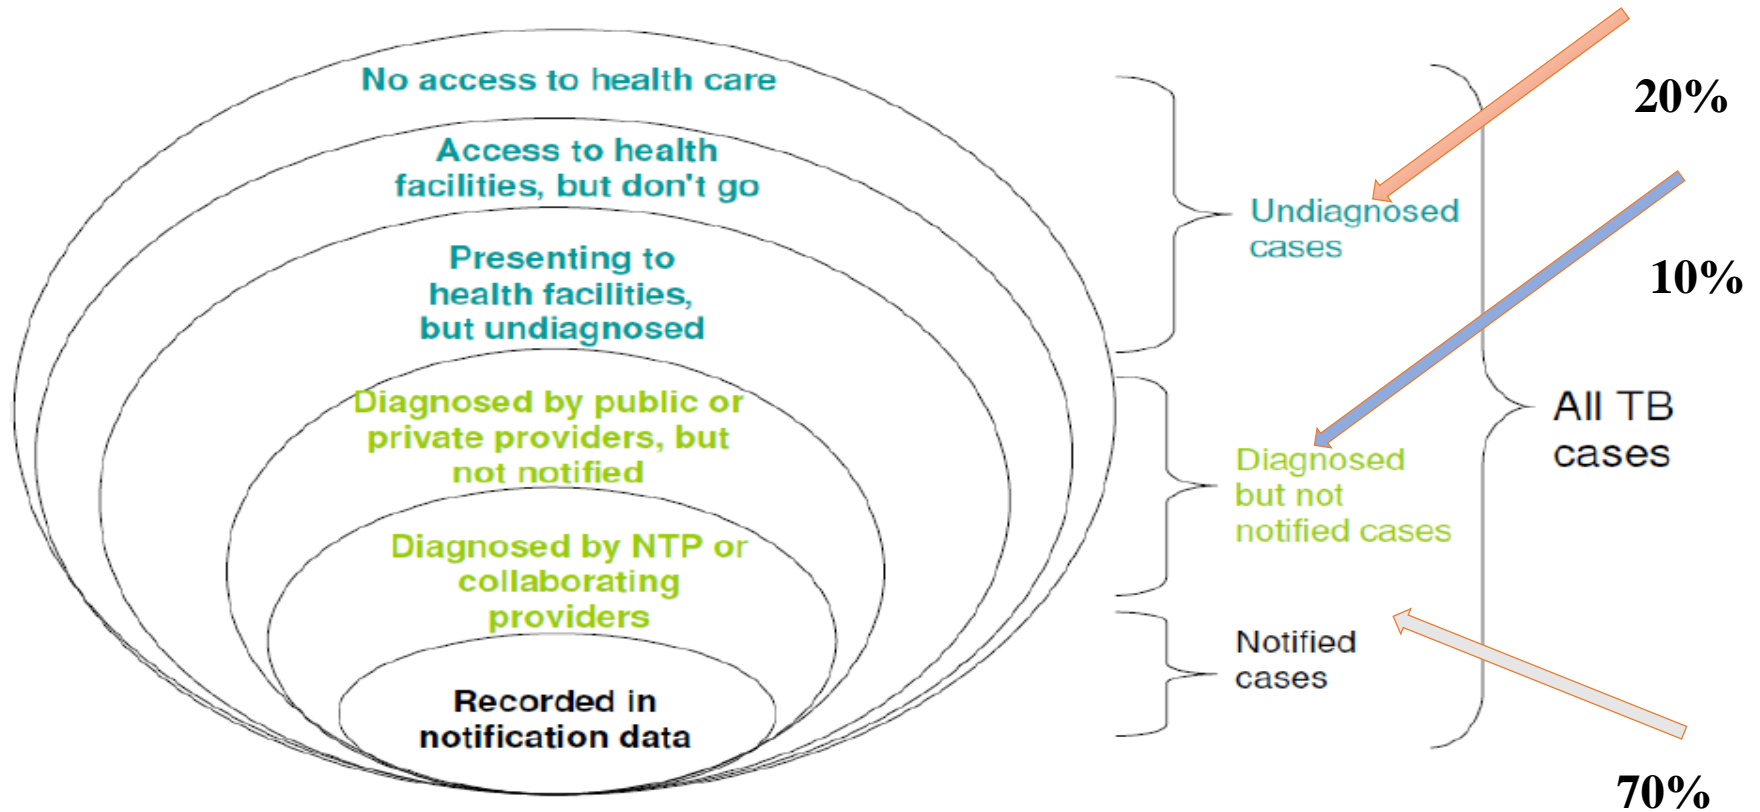 No access to health care
Access to health
facilities, but don't go
Presenting to
health facilities,
but undiagnosed
Diagnosed by public or
private providers, but
not notified
Diagnosed by NTP or
collaborating
providers
Recorded in
notification data
Undiagnosed
cases
Diagnosed
but not
notified cases
Notified
cases
All TB
cases
20%
10%
70%